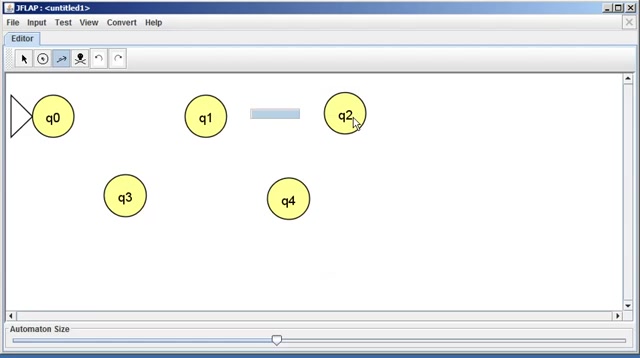 JFLAP : <untitled1>
File Input Test View Convert Help
Editor
q0 q1 q2
q3 q4
Automaton Size